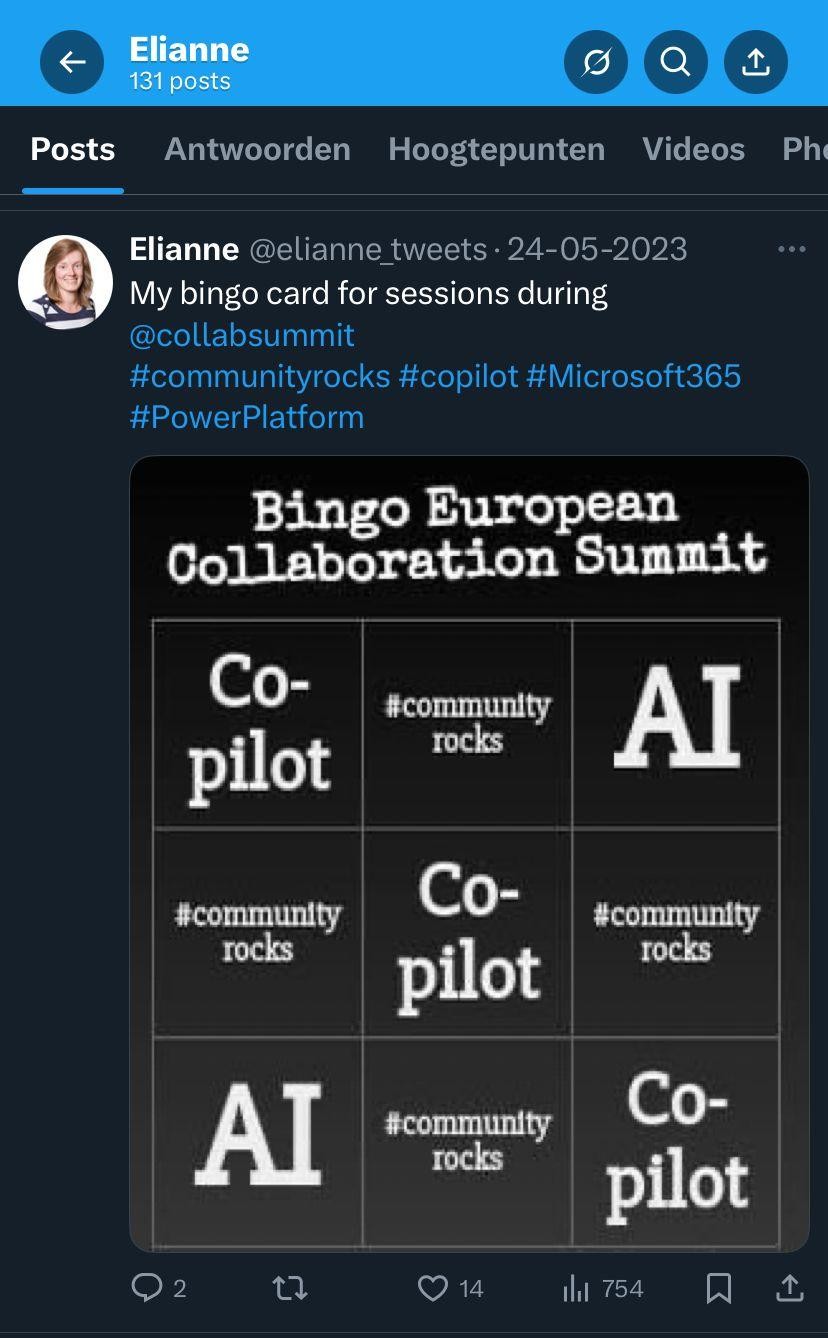 Elianne
131 posts
Posts Antwoorden Hoogtepunten Videos Pho
Elianne @elianne_tweets · 24-05-2023
My bingo card for sessions during
@collabsummit
#communityrocks #copilot #Microsoft365
#PowerPlatform
Bingo European
Collaboration Summit
Co-
pilot
#community
rocks
AI
#community
rocks
Co-
pilot
#community
rocks
AI
#community
rocks
Co-
pilot
2 14 754